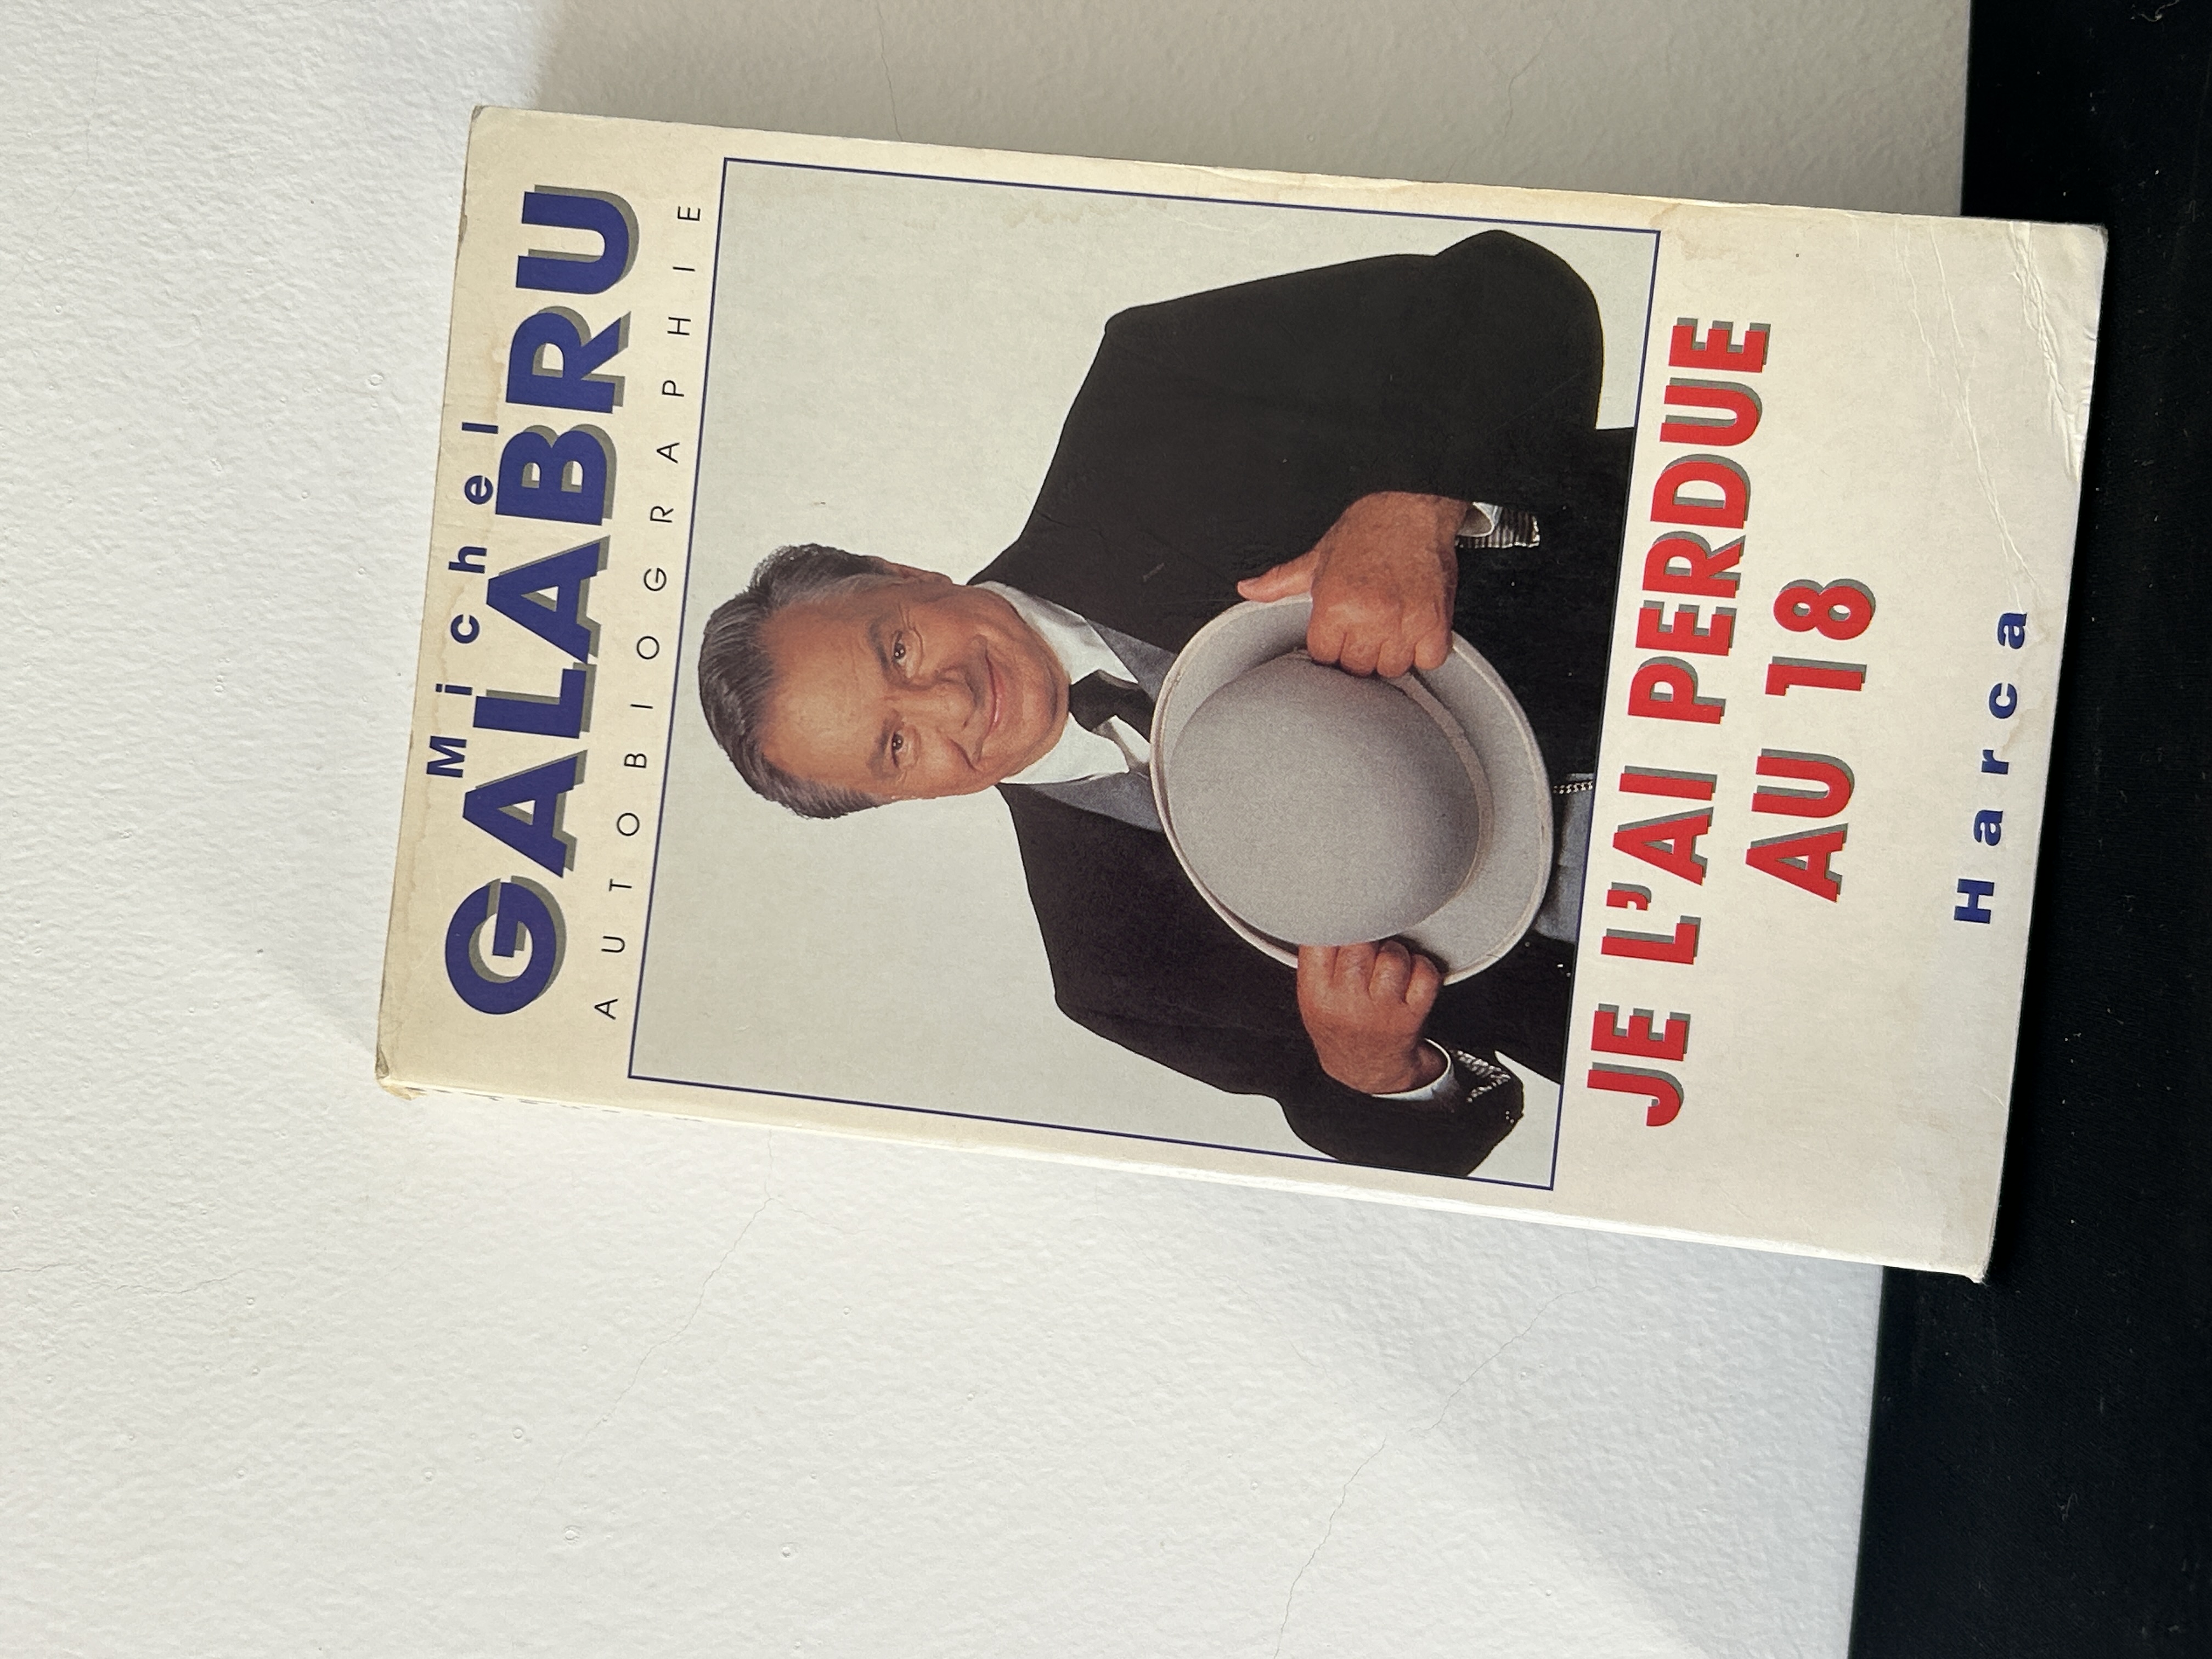 Michel
GALABRU
AUTOBIOGRAPHIE
JE L'AI PERDUE
AU 18
Harca